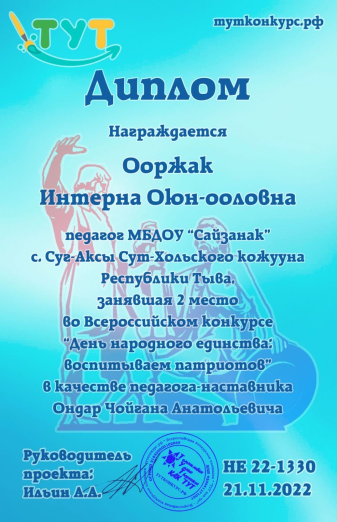 ТУТ
тутконкурс.рф
Диплом
Награждается
Ооржак
Интерна Оюн-ооловна
педагог МБДОУ "Сайзанак"
с. Суг-Аксы Сут-Хольского кожууна
Республики Тыва,
занявшая 2 место
во Всероссийском конкурсе
"День народного единства:
воспитываем патриотов"
в качестве педагога-наставника
Ондар Чойгана Анатольевича
Руководитель
проекта:
Ильин А.А.
НЕ 22-1330
21.11.2022